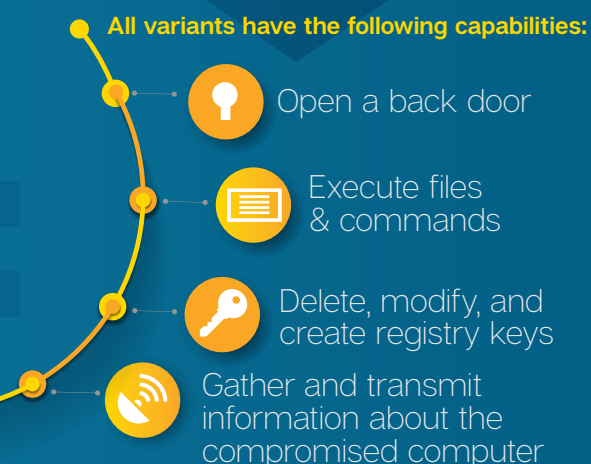 All variants have the following capabilities:
Open a back door
Execute files
& commands
Delete, modify, and
create registry keys
Gather and transmit
information about the
compromised computer